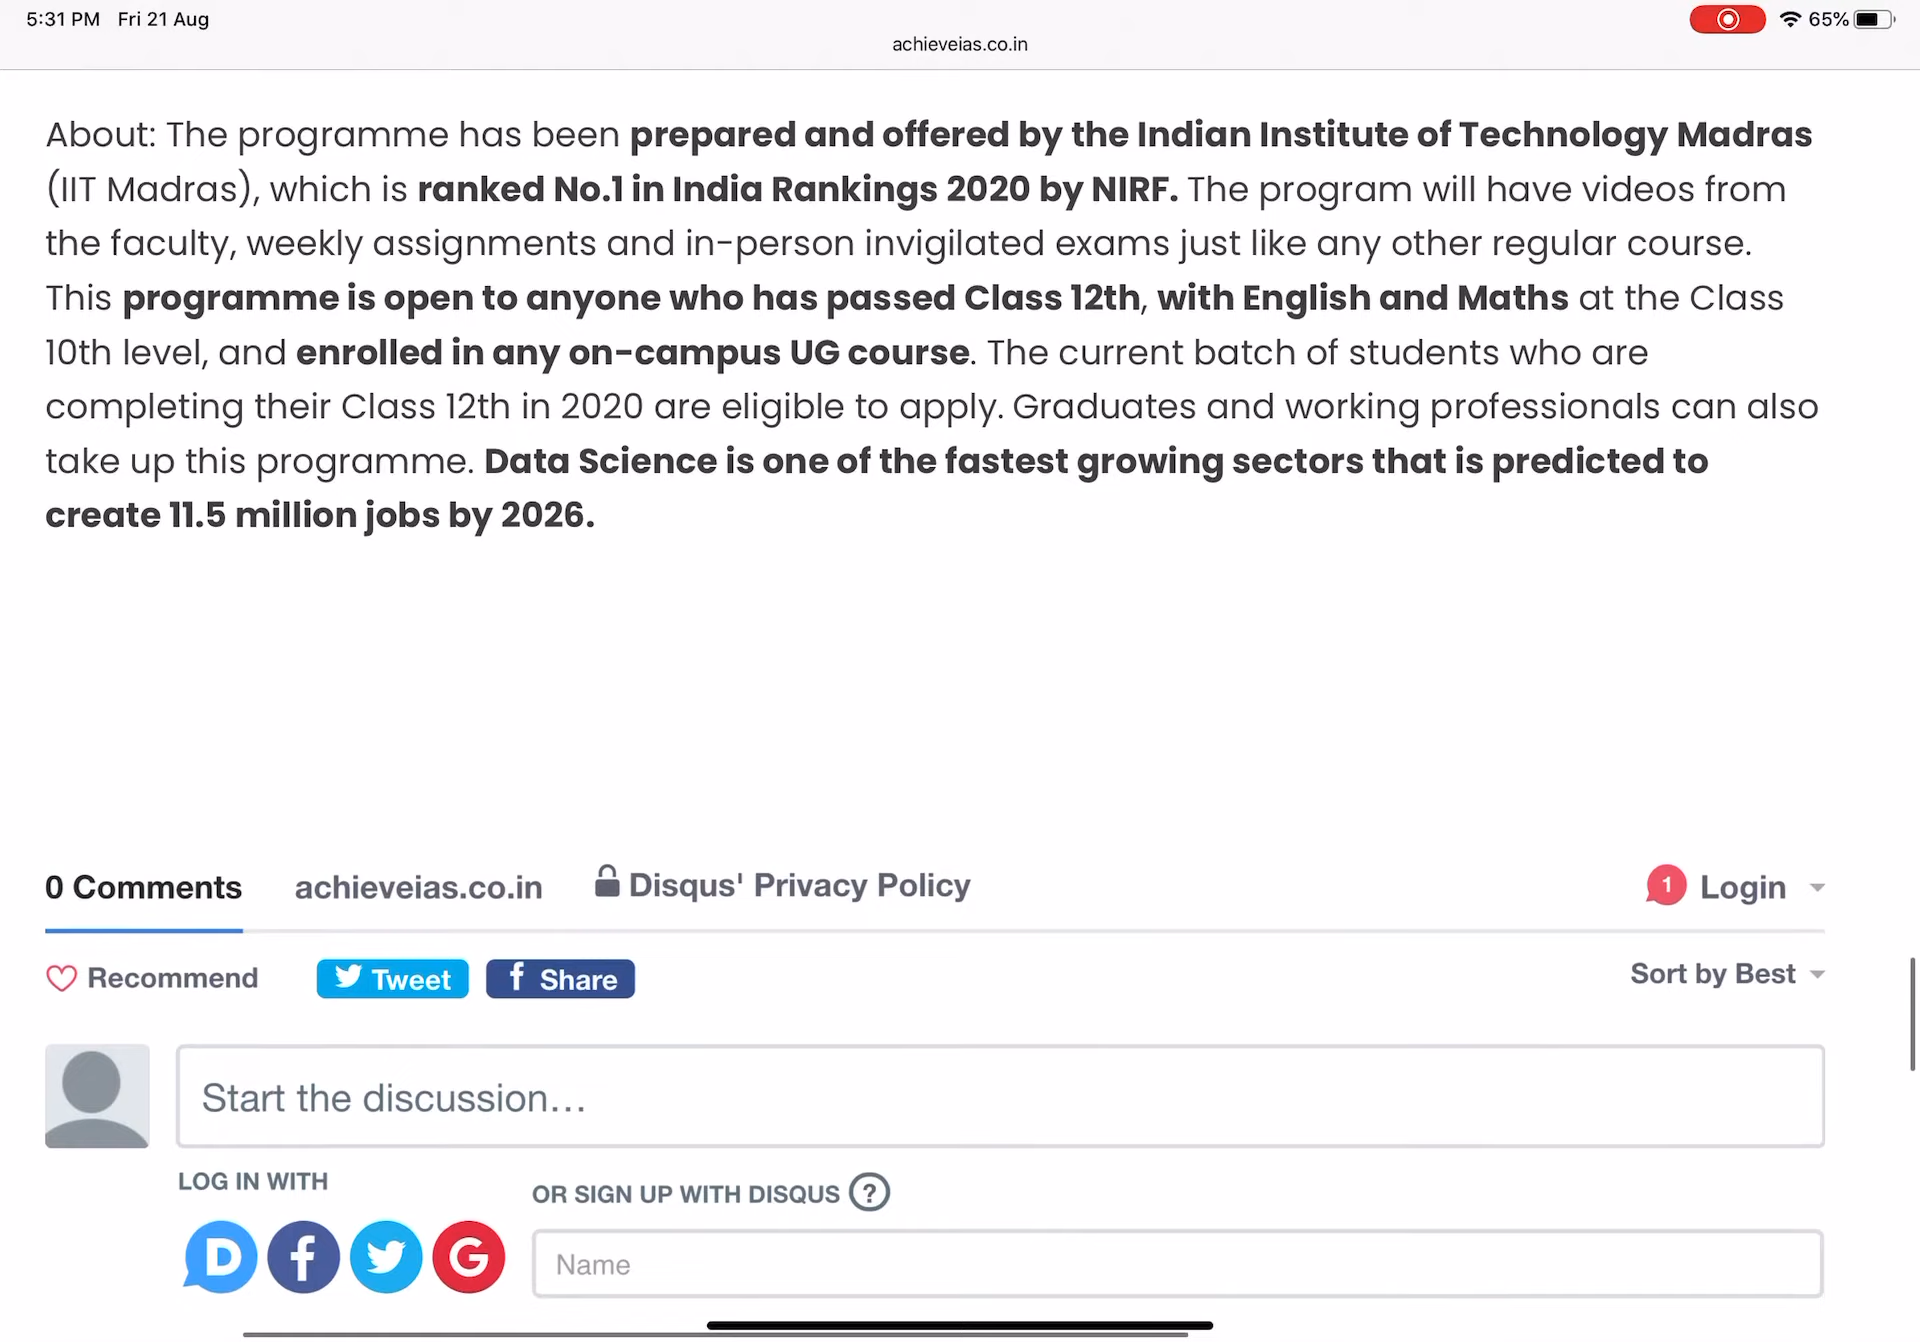 5:31 PM Fri 21 Aug
65%
achieveias.co.in
About: The programme has been prepared and offered by the Indian Institute of Technology Madras
(IIT Madras), which is ranked No.1 in India Rankings 2020 by NIRF. The program will have videos from
the faculty, weekly assignments and in-person invigilated exams just like any other regular course.
This programme is open to anyone who has passed Class 12th, with English and Maths at the Class
10th level, and enrolled in any on-campus UG course. The current batch of students who are
completing their Class 12th in 2020 are eligible to apply. Graduates and working professionals can also
take up this programme. Data Science is one of the fastest growing sectors that is predicted to
create 11.5 million jobs by 2026.
0 Comments achieveias.co.in Disqus' Privacy Policy 1 Login
Recommend Tweet f Share Sort by Best
Start the discussion...
LOG IN WITH
OR SIGN UP WITH DISQUS ?
D f G
Name